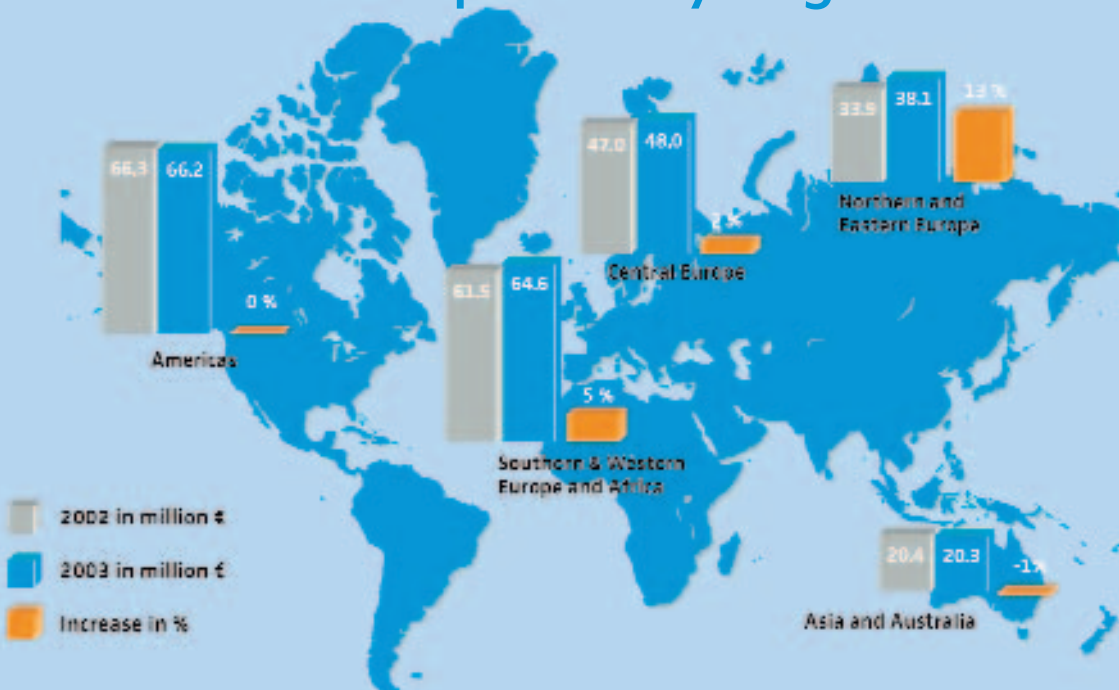 66.3
66.2
0 %
Americas
47.0
48.0
2 %
Central Europe
33.9
38.1
13 %
Northern and
Eastern Europe
61.5
64.6
5 %
Southern & Western
Europe and Africa
20.4
20.3
-1%
Asia and Australia
2002 in million €
2003 in million €
Increase in %